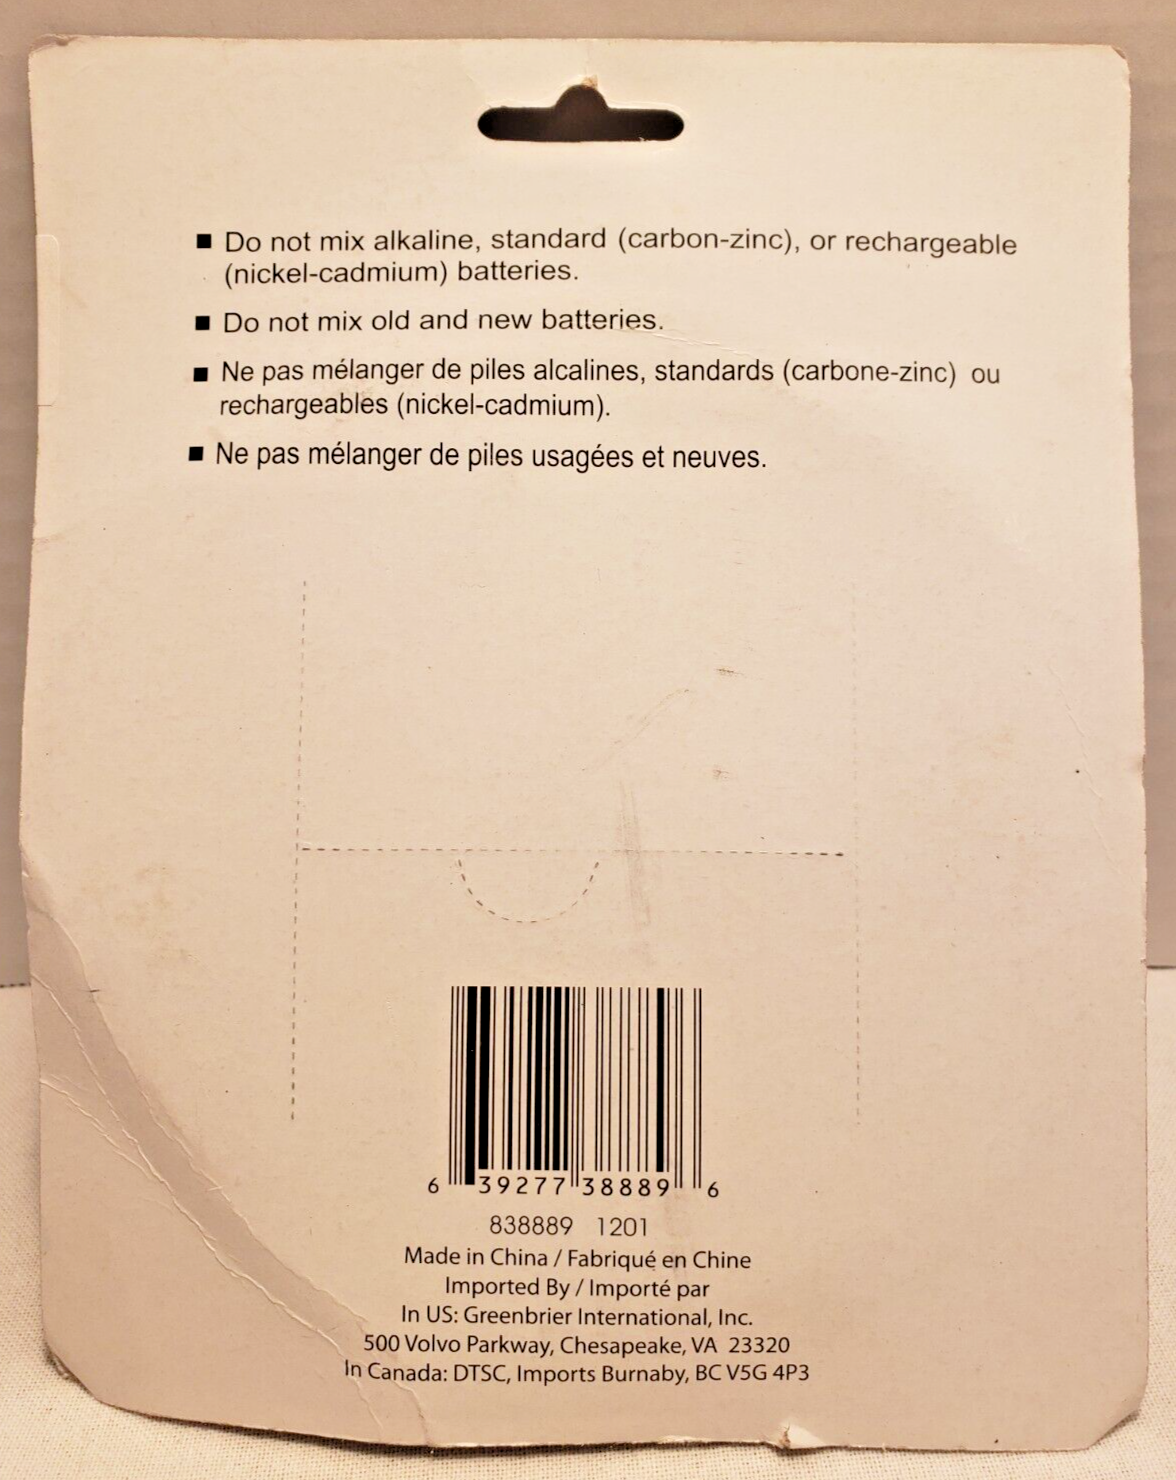 ■ Do not mix alkaline, standard (carbon-zinc), or rechargeable
(nickel-cadmium) batteries.
■ Do not mix old and new batteries.
■ Ne pas mélanger de piles alcalines, standards (carbone-zinc) ou
rechargeables (nickel-cadmium).
■ Ne pas mélanger de piles usagées et neuves.
6 39277 38889 6
838889 1201
Made in China / Fabriqué en Chine
Imported By / Importé par
In US: Greenbrier International, Inc.
500 Volvo Parkway, Chesapeake, VA 23320
In Canada: DTSC, Imports Burnaby, BC V5G 4P3